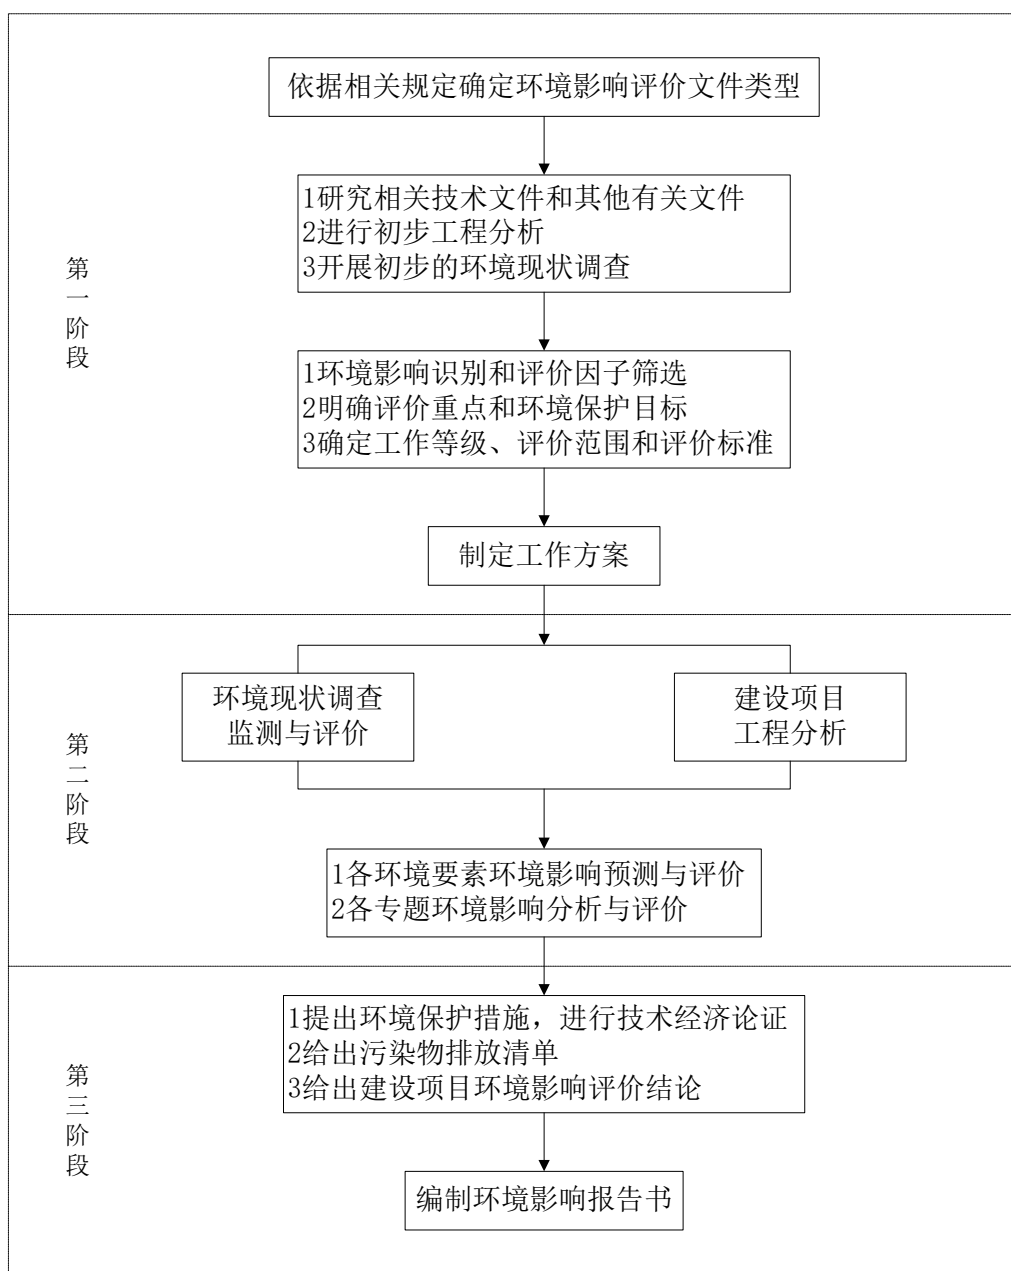 依据相关规定确定环境影响评价文件类型
1研究相关技术文件和其他有关文件
2进行初步工程分析
3开展初步的环境现状调查
第一阶段
1环境影响识别和评价因子筛选
2明确评价重点和环境保护目标
3确定工作等级、评价范围和评价标准
制定工作方案
环境现状调查
监测与评价
建设项目
工程分析
第二阶段
1各环境要素环境影响预测与评价
2各专题环境影响分析与评价
1提出环境保护措施，进行技术经济论证
2给出污染物排放清单
3给出建设项目环境影响评价结论
第三阶段
编制环境影响报告书